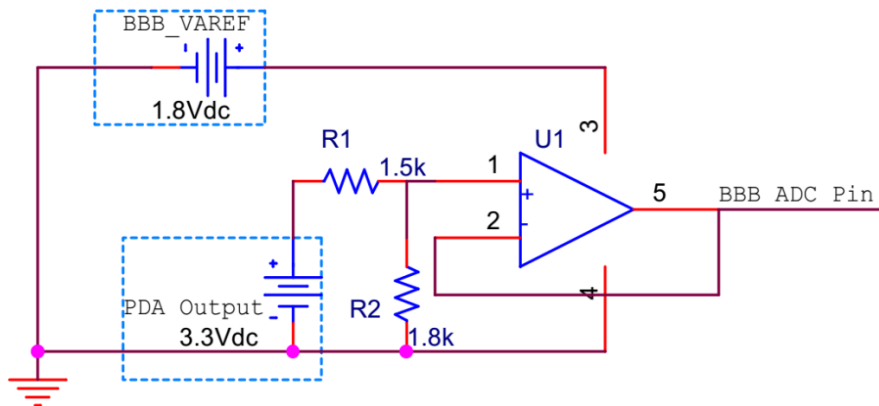 BBB_VAREF
- +
1.8Vdc
3
R1
U1
1.5k
1
+
5
BBB ADC Pin
2
-
+
4
PDA Output
R2
-
3.3Vdc
1.8k